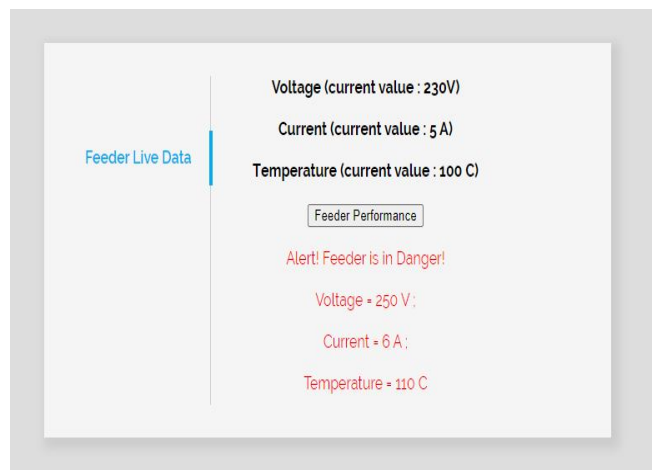 Feeder Live Data
Voltage (current value : 230V)
Current (current value : 5 A)
Temperature (current value : 100 C)
Feeder Performance
Alert! Feeder is in Danger!
Voltage = 250 V ;
Current = 6 A ;
Temperature = 110 C